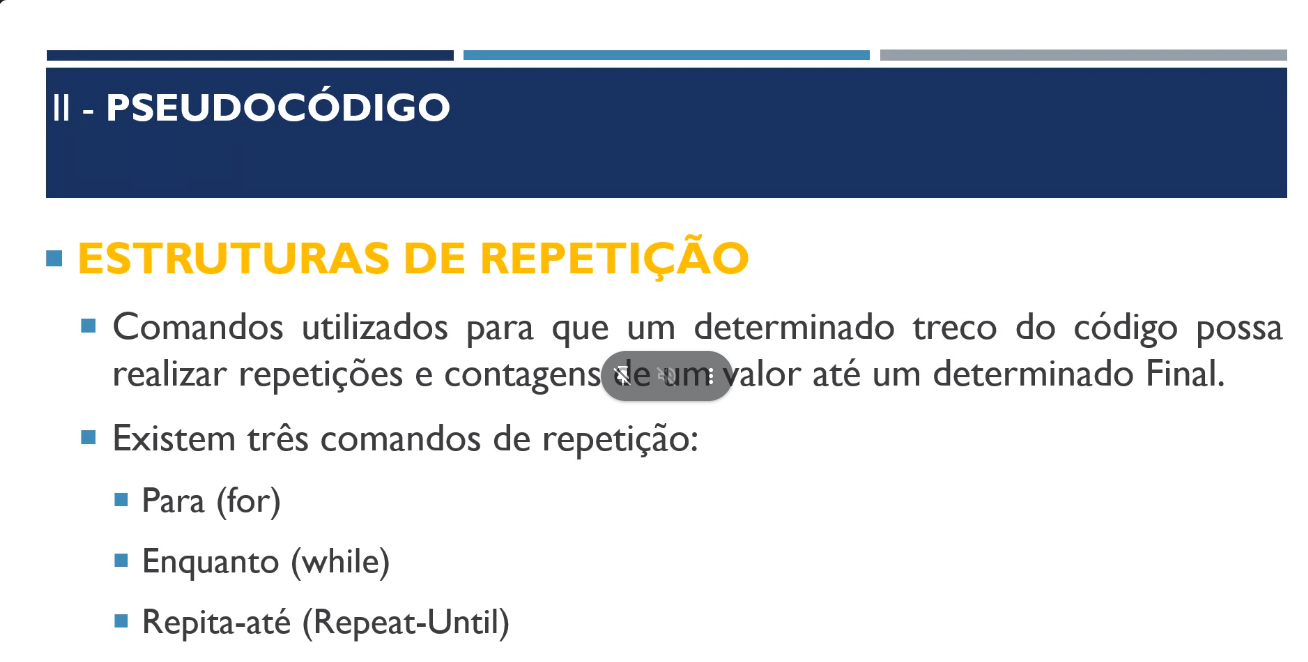 II - PSEUDOCÓDIGO
ESTRUTURAS DE REPETIÇÃO
Comandos utilizados para que um determinado treco do código possa
realizar repetições e contagens de um valor até um determinado Final.
Existem três comandos de repetição:
Para (for)
Enquanto (while)
Repita-até (Repeat-Until)